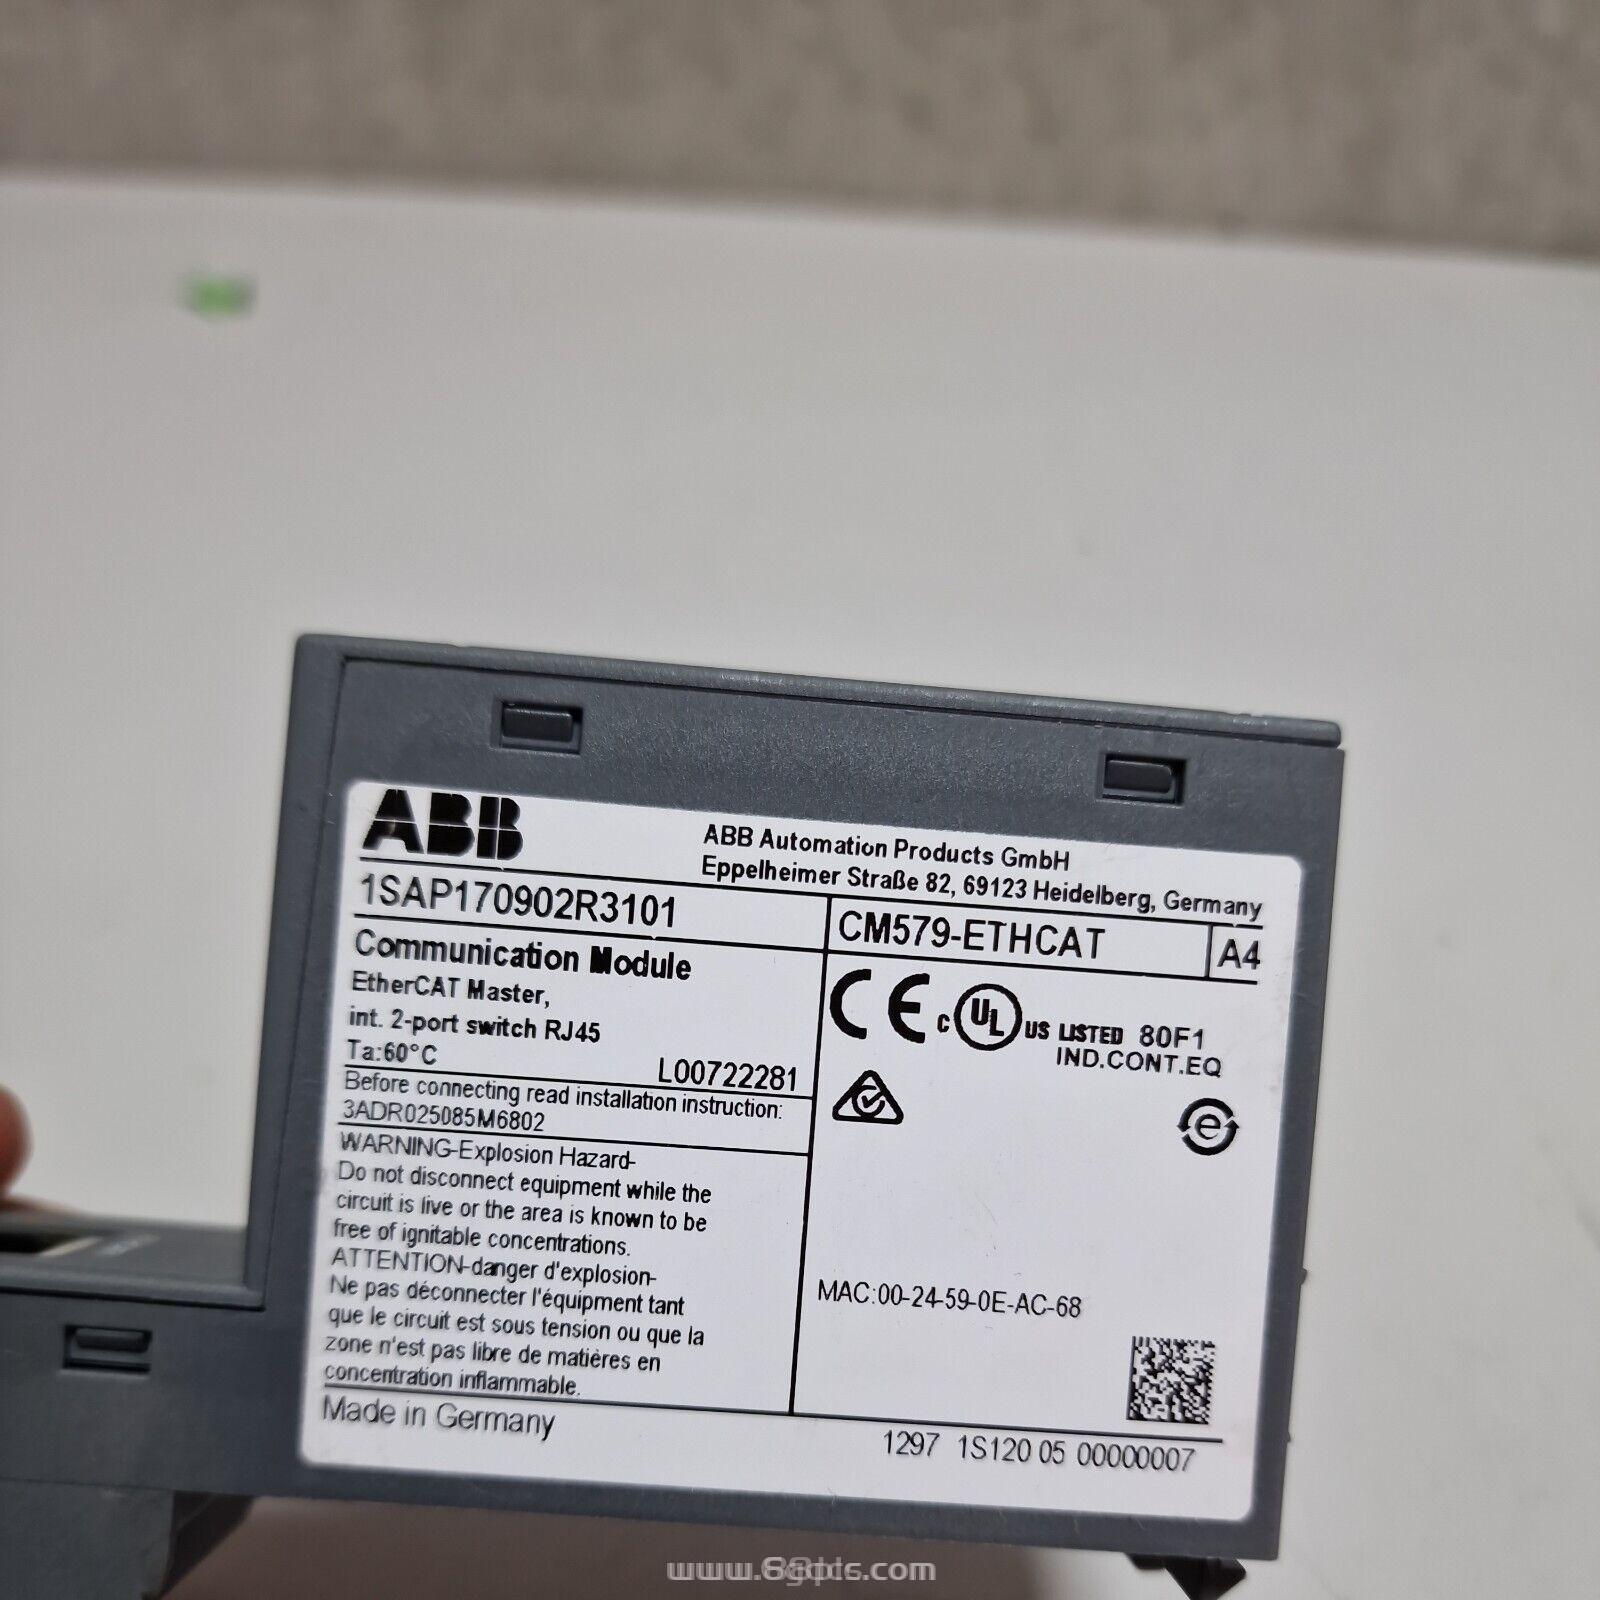 ABB
ABB Automation Products GmbH
Eppelheimer Straße 82, 69123 Heidelberg, Germany
1SAP170902R3101
CM579-ETHCAT
A4
Communication Module
EtherCAT Master,
int. 2-port switch RJ45
Ta:60°C
L00722281
Before connecting read installation instruction:
3ADR025085M6802
WARNING-Explosion Hazard-
Do not disconnect equipment while the
circuit is live or the area is known to be
free of ignitable concentrations.
ATTENTION-danger d'explosion-
Ne pas déconnecter l'équipment tant
que le circuit est sous tension ou que la
zone n'est pas libre de matières en
concentration inflammable.
Made in Germany
CE
c UL US LISTED 80F1
IND.CONT.EQ
e
MAC:00-24-59-0E-AC-68
1297 1S120 05 00000007